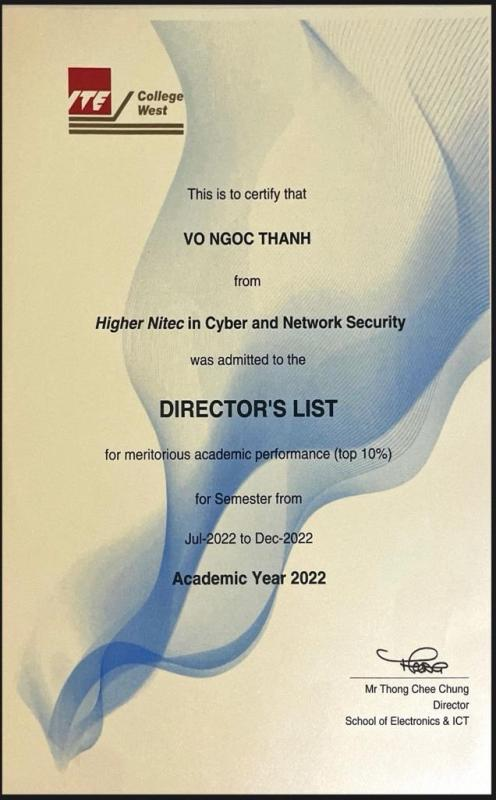 ITE
College
West
This is to certify that
VO NGOC THANH
from
Higher Nitec in Cyber and Network Security
was admitted to the
DIRECTOR'S LIST
for meritorious academic performance (top 10%)
for Semester from
Jul-2022 to Dec-2022
Academic Year 2022
Mr Thong Chee Chung
Director
School of Electronics & ICT